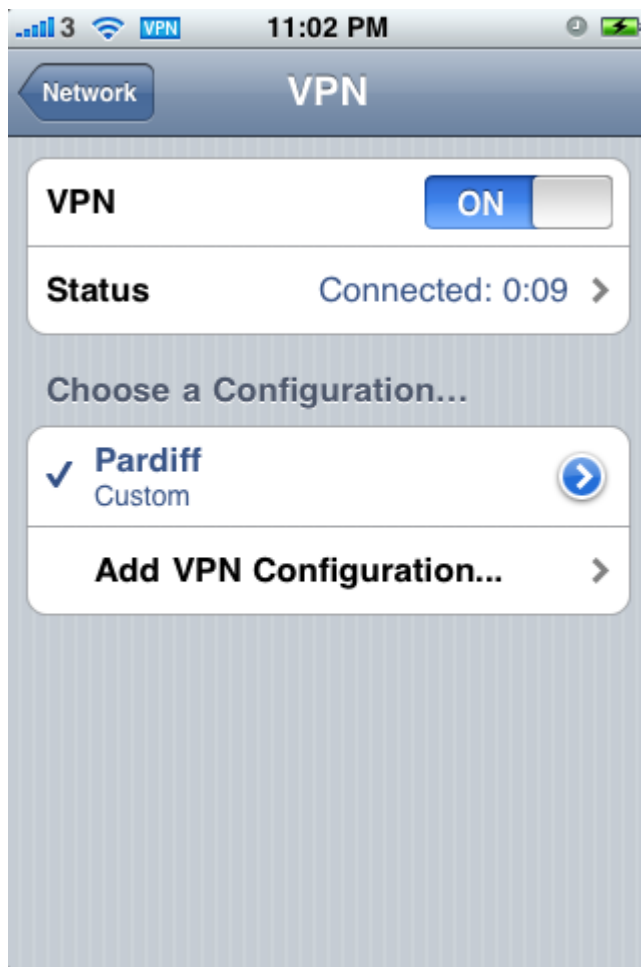 3 VPN 11:02 PM
Network VPN
VPN ON
Status Connected: 0:09
Choose a Configuration...
Pardiff
Custom
Add VPN Configuration...